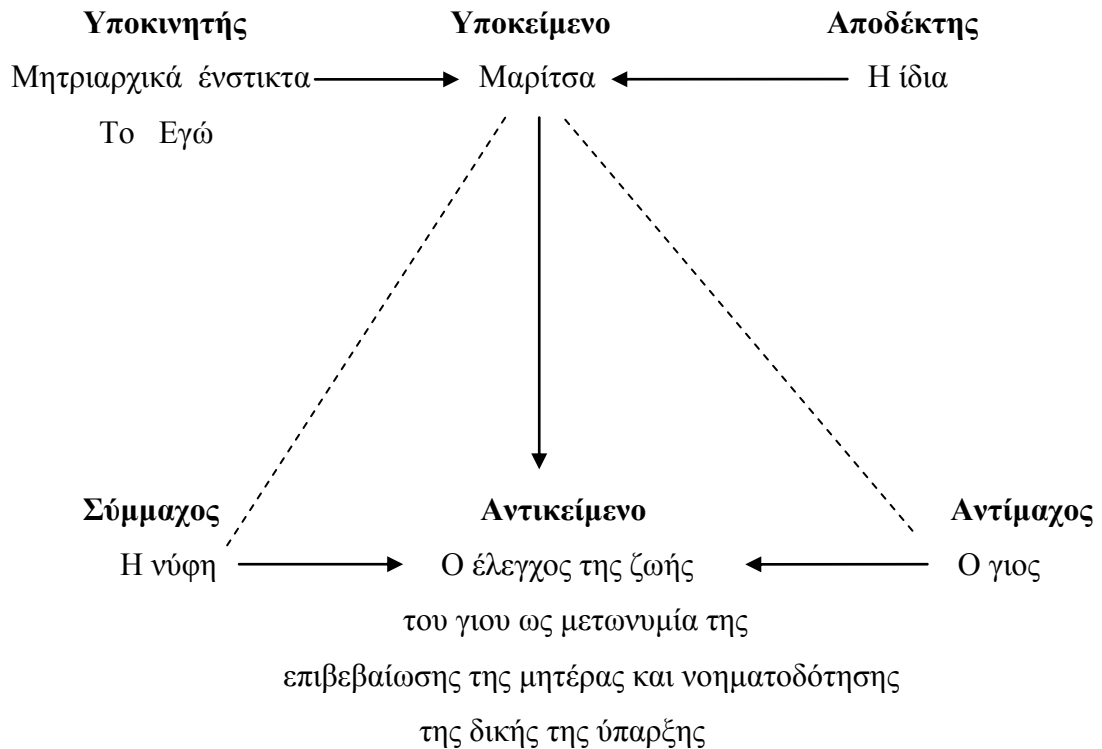 Υποκινητής Υποκείμενο Αποδέκτης
Μητριαρχικά ένστικτα Μαρίτσα Η ίδια
Το Εγώ
Σύμμαχος Αντικείμενο Αντίμαχος
Η νύφη Ο έλεγχος της ζωής Ο γιος
του γιου ως μετωνυμία της
επιβεβαίωσης της μητέρας και νοηματοδότησης
της δικής της ύπαρξης